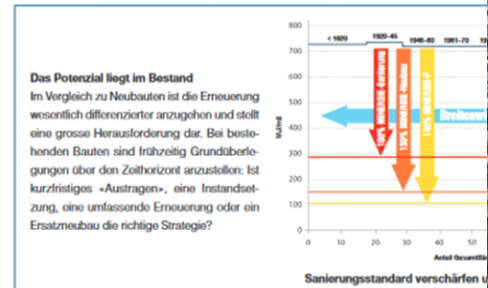 Das Potenzial liegt im Bestand
Im Vergleich zu Neubauten ist die Erneuerung
wesentlich differenzierter anzugehen und stellt
eine grosse Herausforderung dar. Bei beste-
henden Bauten sind frühzeitig Grundüberle-
gungen über den Zeithorizont anzustellen: Ist
kurzfristiges «Austragen», eine Instandset-
zung, eine umfassende Erneuerung oder ein
Ersatzneubau die richtige Strategie?
800
< 1920
1920–45
1946–60
1961–70
700
600
500
400
300
200
100
0
MJ/m2
Breitenwi
0
10
20
30
40
50
Anteil Gesamtflä
Sanierungsstandard verschärfen u